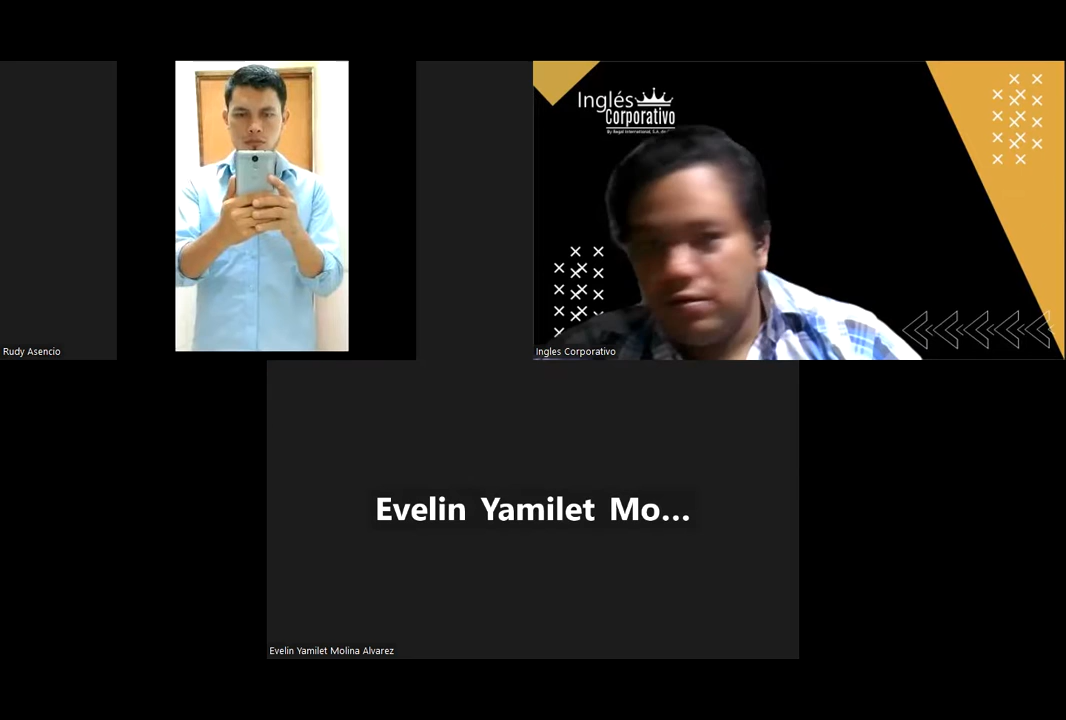 Inglés
Corporativo
Rudy Asencio
Ingles Corporativo
Evelin Yamilet Mo...
Evelin Yamilet Molina Alvarez